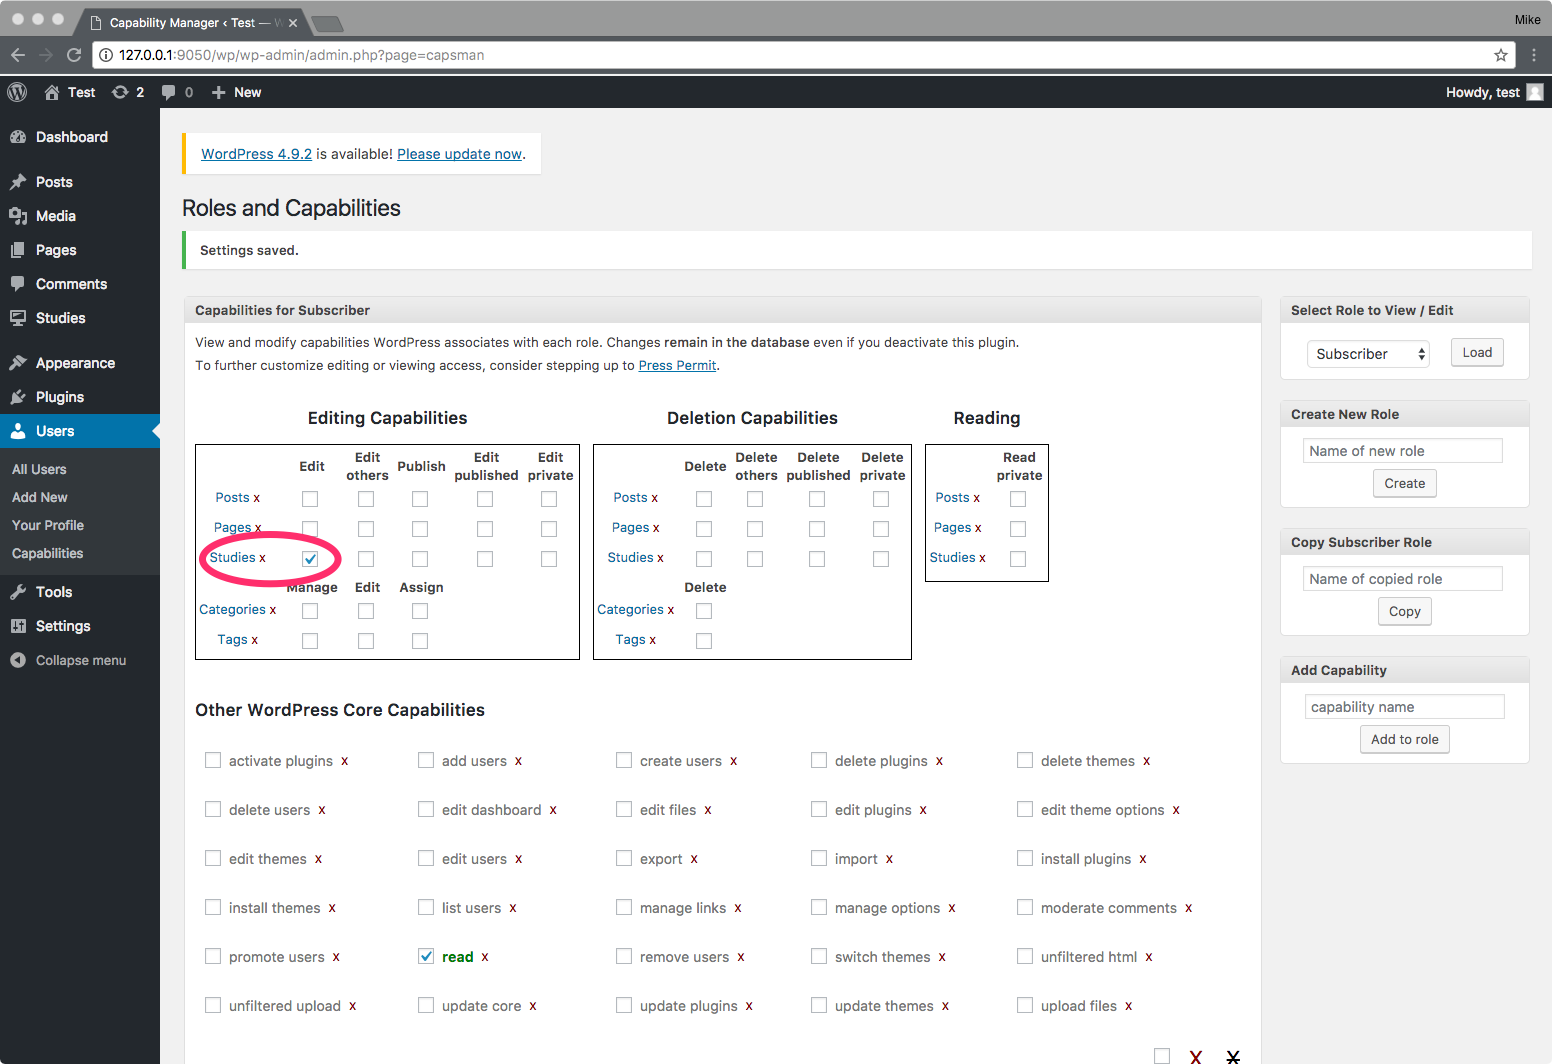 Capability Manager ‹ Test — W ×
Mike
127.0.0.1:9050/wp/wp-admin/admin.php?page=capsman
Test 2 0 + New
Howdy, test
Dashboard
Posts
Media
Pages
Comments
Studies
Appearance
Plugins
Users
All Users
Add New
Your Profile
Capabilities
Tools
Settings
Collapse menu
WordPress 4.9.2 is available! Please update now.
Roles and Capabilities
Settings saved.
Capabilities for Subscriber
View and modify capabilities WordPress associates with each role. Changes remain in the database even if you deactivate this plugin.
To further customize editing or viewing access, consider stepping up to Press Permit.
Editing Capabilities
Edit Edit others Publish Edit published Edit private
Posts x
Pages x
Studies x
Manage Edit Assign
Categories x
Tags x
Deletion Capabilities
Delete Delete others Delete published Delete private
Posts x
Pages x
Studies x
Delete
Categories x
Tags x
Reading
Read private
Posts x
Pages x
Studies x
Other WordPress Core Capabilities
activate plugins x add users x create users x delete plugins x delete themes x
delete users x edit dashboard x edit files x edit plugins x edit theme options x
edit themes x edit users x export x import x install plugins x
install themes x list users x manage links x manage options x moderate comments x
promote users x read x remove users x switch themes x unfiltered html x
unfiltered upload x update core x update plugins x update themes x upload files x
X X
Select Role to View / Edit
Subscriber Load
Create New Role
Name of new role
Create
Copy Subscriber Role
Name of copied role
Copy
Add Capability
capability name
Add to role